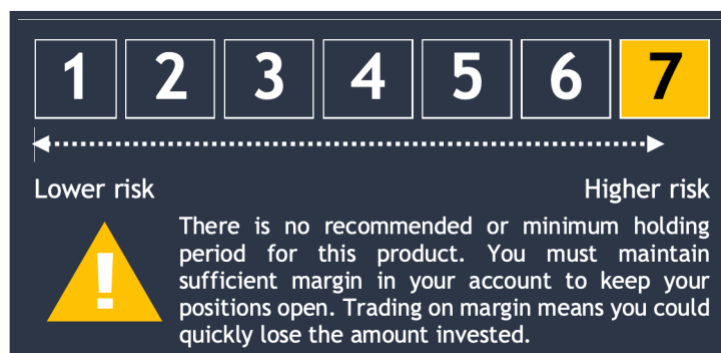 1 2 3 4 5 6 7
Lower risk Higher risk
!
There is no recommended or minimum holding
period for this product. You must maintain
sufficient margin in your account to keep your
positions open. Trading on margin means you could
quickly lose the amount invested.